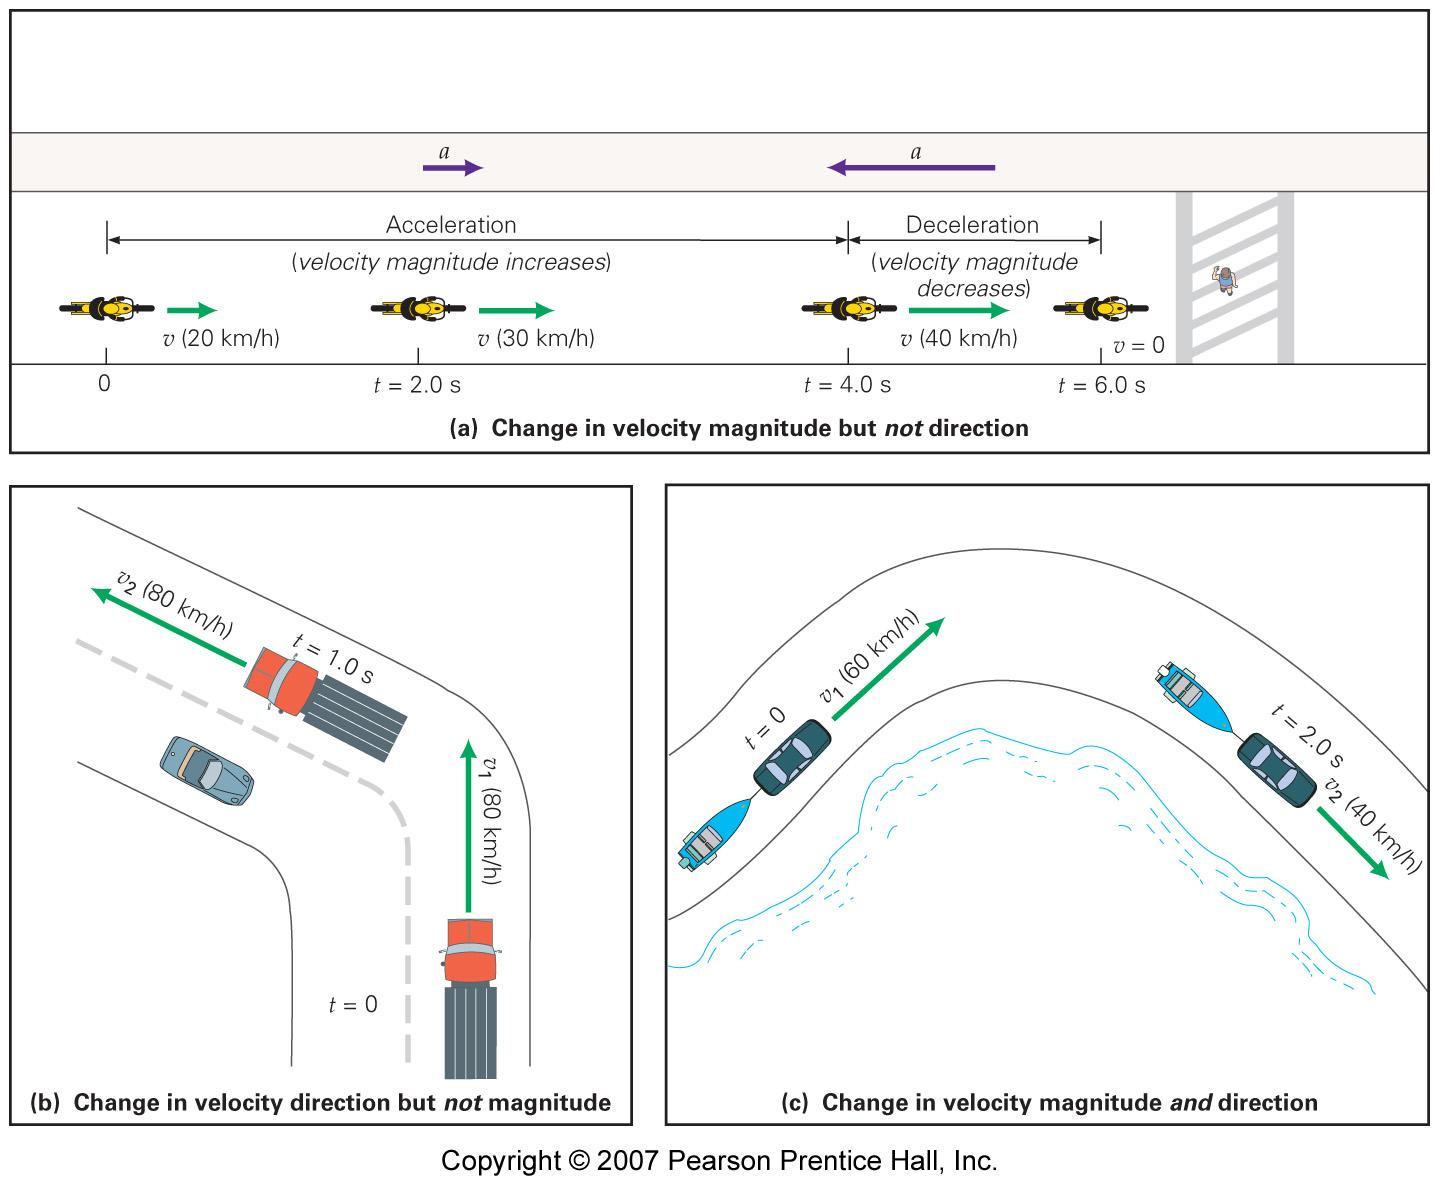 a
a
Acceleration
(velocity magnitude increases)
Deceleration
(velocity magnitude
decreases)
v (20 km/h)
v (30 km/h)
v (40 km/h)
v = 0
0
t = 2.0 s
t = 4.0 s
t = 6.0 s
(a) Change in velocity magnitude but not direction
v₂ (80 km/h)
t = 1.0 s
v₁ (80 km/h)
t = 0
(b) Change in velocity direction but not magnitude
v₁ (60 km/h)
t = 0
t = 2.0 s
v₂ (40 km/h)
(c) Change in velocity magnitude and direction
Copyright © 2007 Pearson Prentice Hall, Inc.